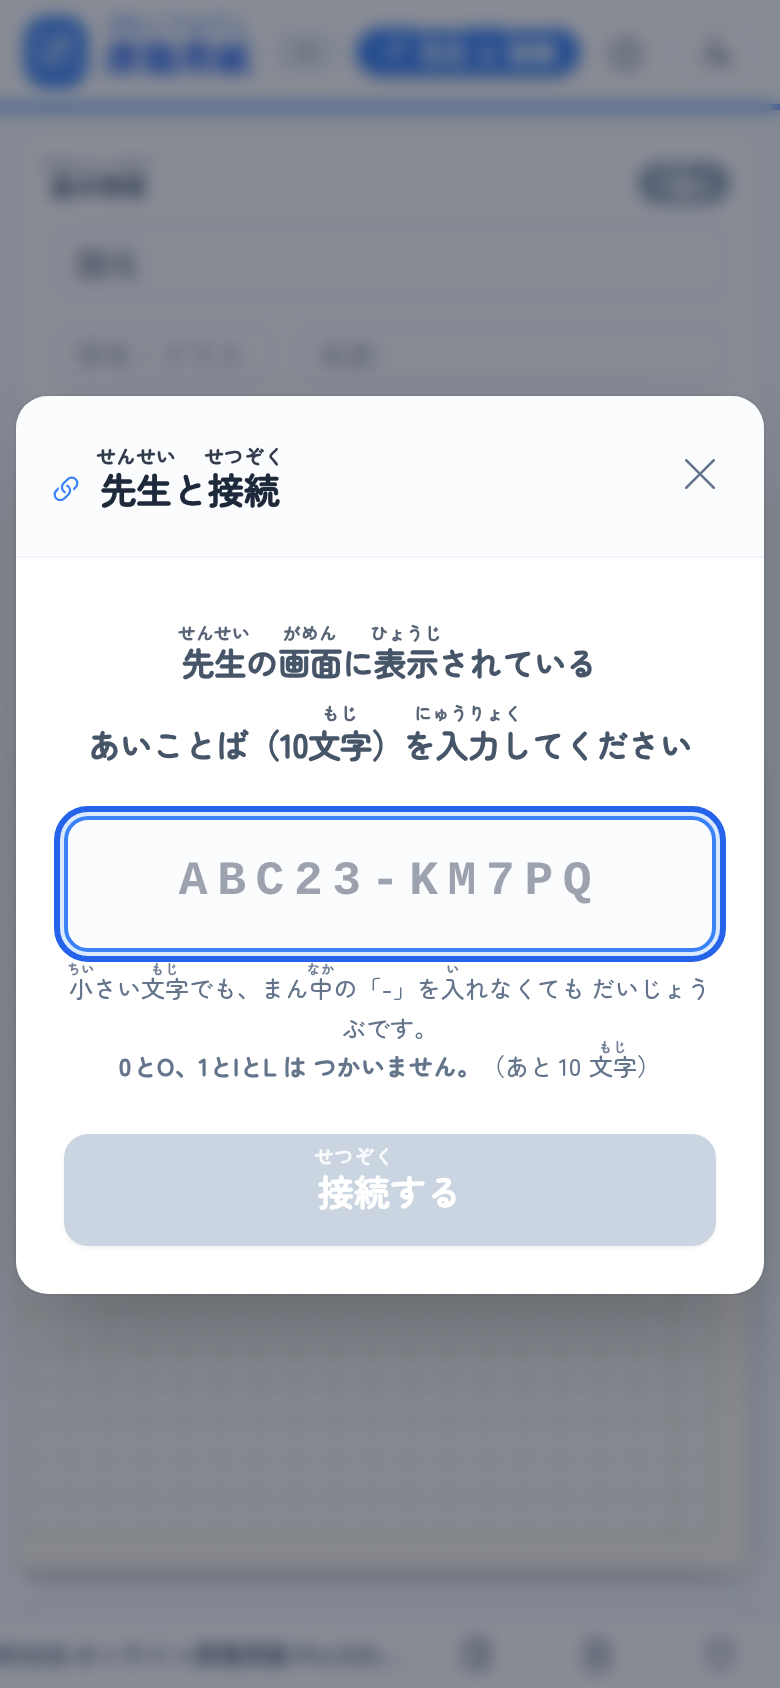 せんせい せつぞく
先生と接続
せんせい がめん ひょうじ
先生の画面に表示されている
もじ にゅうりょく
あいことば（10文字）を入力してください
ABC23-KM7PQ
ちい もじ なか い
小さい文字でも、まん中の「-」を入れなくても だいじょう
ぶです。
もじ
0とO、1とIとL は つかいません。（あと 10 文字）
せつぞく
接続する